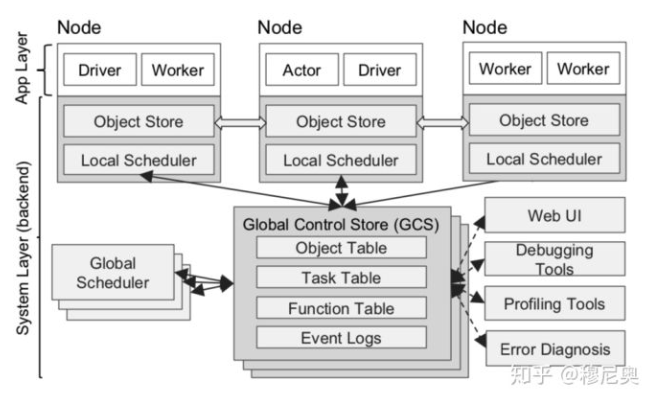 Node
Node
Node
App Layer
Driver
Worker
Actor
Driver
Worker
Worker
System Layer (backend)
Object Store
Object Store
Object Store
Local Scheduler
Local Scheduler
Local Scheduler
Global Control Store (GCS)
Object Table
Task Table
Function Table
Event Logs
Global
Scheduler
Web UI
Debugging
Tools
Profiling Tools
Error Diagnosis
知乎 @穆尼奥